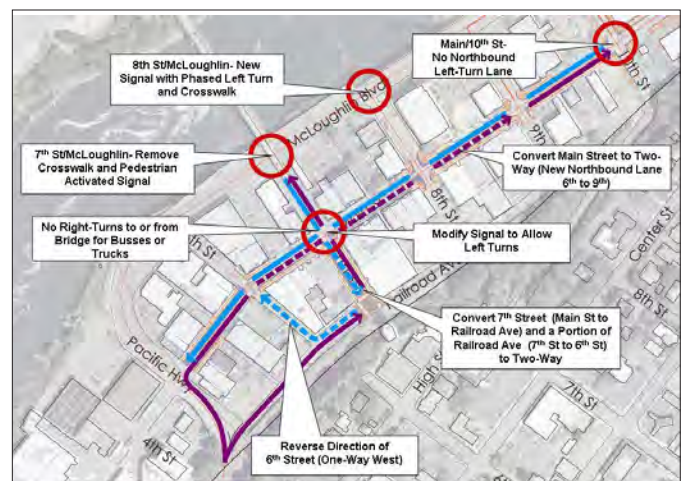 8th St/McLoughlin- New
Signal with Phased Left Turn
and Crosswalk
Main/10th St-
No Northbound
Left-Turn Lane
McLoughlin Blvd
7th St/McLoughlin- Remove
Crosswalk and Pedestrian
Activated Signal
9th
Convert Main Street to Two-
Way (New Northbound Lane
6th to 9th)
8th St
No Right-Turns to or from
Bridge for Busses or
Trucks
Modify Signal to Allow
Left Turns
Center St
8th St
Railroad Ave
Convert 7th Street (Main St to
Railroad Ave) and a Portion of
Railroad Ave (7th St to 6th St)
to Two-Way
Pacific Hwy
High St
7th St
4th St
Reverse Direction of
6th Street (One-Way West)